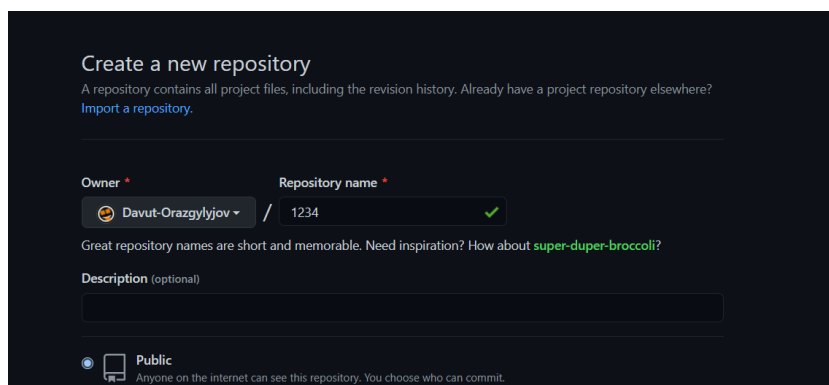 Create a new repository
A repository contains all project files, including the revision history. Already have a project repository elsewhere?
Import a repository.
Owner * Repository name *
Davut-Orazgylyjov / 1234
Great repository names are short and memorable. Need inspiration? How about super-duper-broccoli?
Description (optional)
Public
Anyone on the internet can see this repository. You choose who can commit.